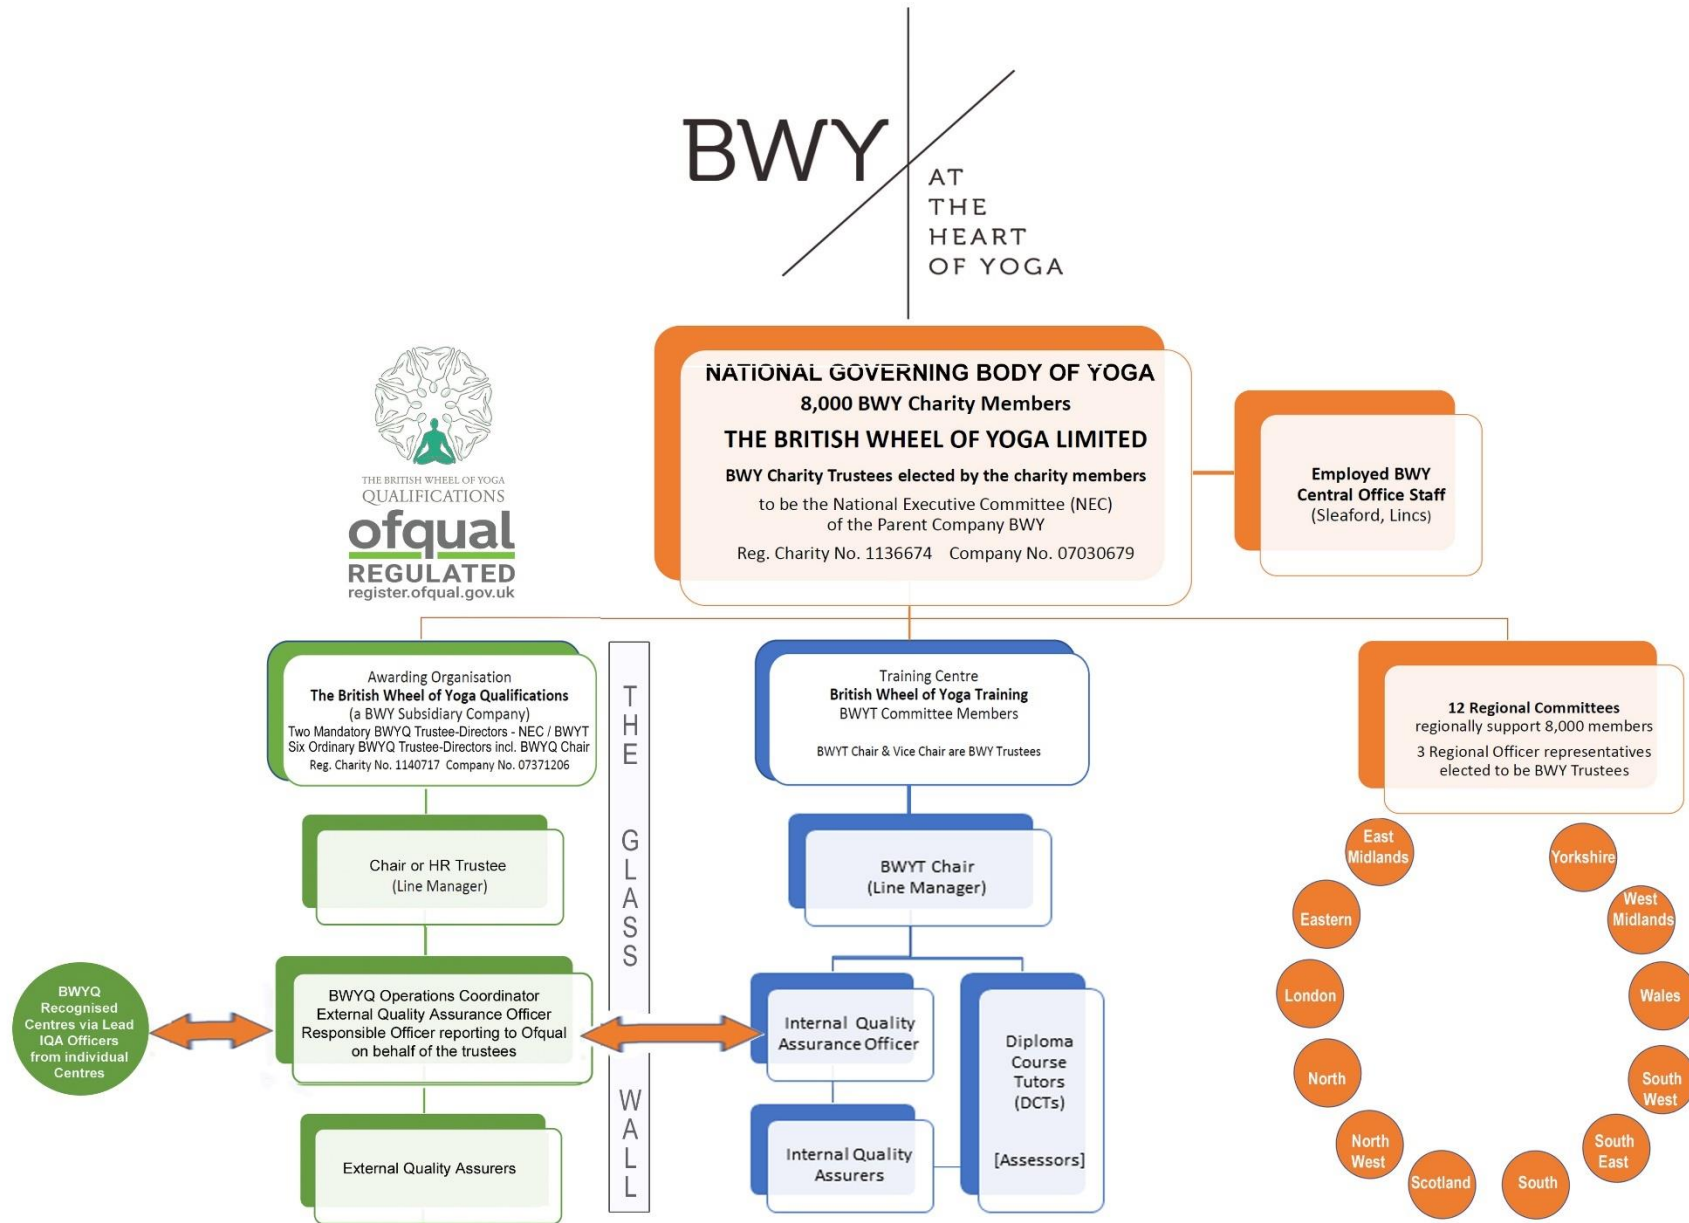 BWY
AT
THE
HEART
OF YOGA
THE BRITISH WHEEL OF YOGA
QUALIFICATIONS
ofqual
REGULATED
register.ofqual.gov.uk
NATIONAL GOVERNING BODY OF YOGA
8,000 BWY Charity Members
THE BRITISH WHEEL OF YOGA LIMITED
BWY Charity Trustees elected by the charity members
to be the National Executive Committee (NEC)
of the Parent Company BWY
Reg. Charity No. 1136674 Company No. 07030679
Employed BWY
Central Office Staff
(Sleaford, Lincs)
Awarding Organisation
The British Wheel of Yoga Qualifications
(a BWY Subsidiary Company)
Two Mandatory BWYQ Trustee-Directors - NEC / BWYT
Six Ordinary BWYQ Trustee-Directors incl. BWYQ Chair
Reg. Charity No. 1140717 Company No. 07371206
Chair or HR Trustee
(Line Manager)
BWYQ
Recognised
Centres via Lead
IQA Officers
from individual
Centres
BWYQ Operations Coordinator
External Quality Assurance Officer
Responsible Officer reporting to Ofqual
on behalf of the trustees
External Quality Assurers
THE GLASS WALL
Training Centre
British Wheel of Yoga Training
BWYT Committee Members
BWYT Chair & Vice Chair are BWY Trustees
BWYT Chair
(Line Manager)
Internal Quality
Assurance Officer
Internal Quality
Assurers
Diploma
Course
Tutors
(DCTs)
[Assessors]
12 Regional Committees
regionally support 8,000 members
3 Regional Officer representatives
elected to be BWY Trustees
East
Midlands
Eastern
London
North
North
West
Scotland
South
South
East
South
West
Wales
West
Midlands
Yorkshire